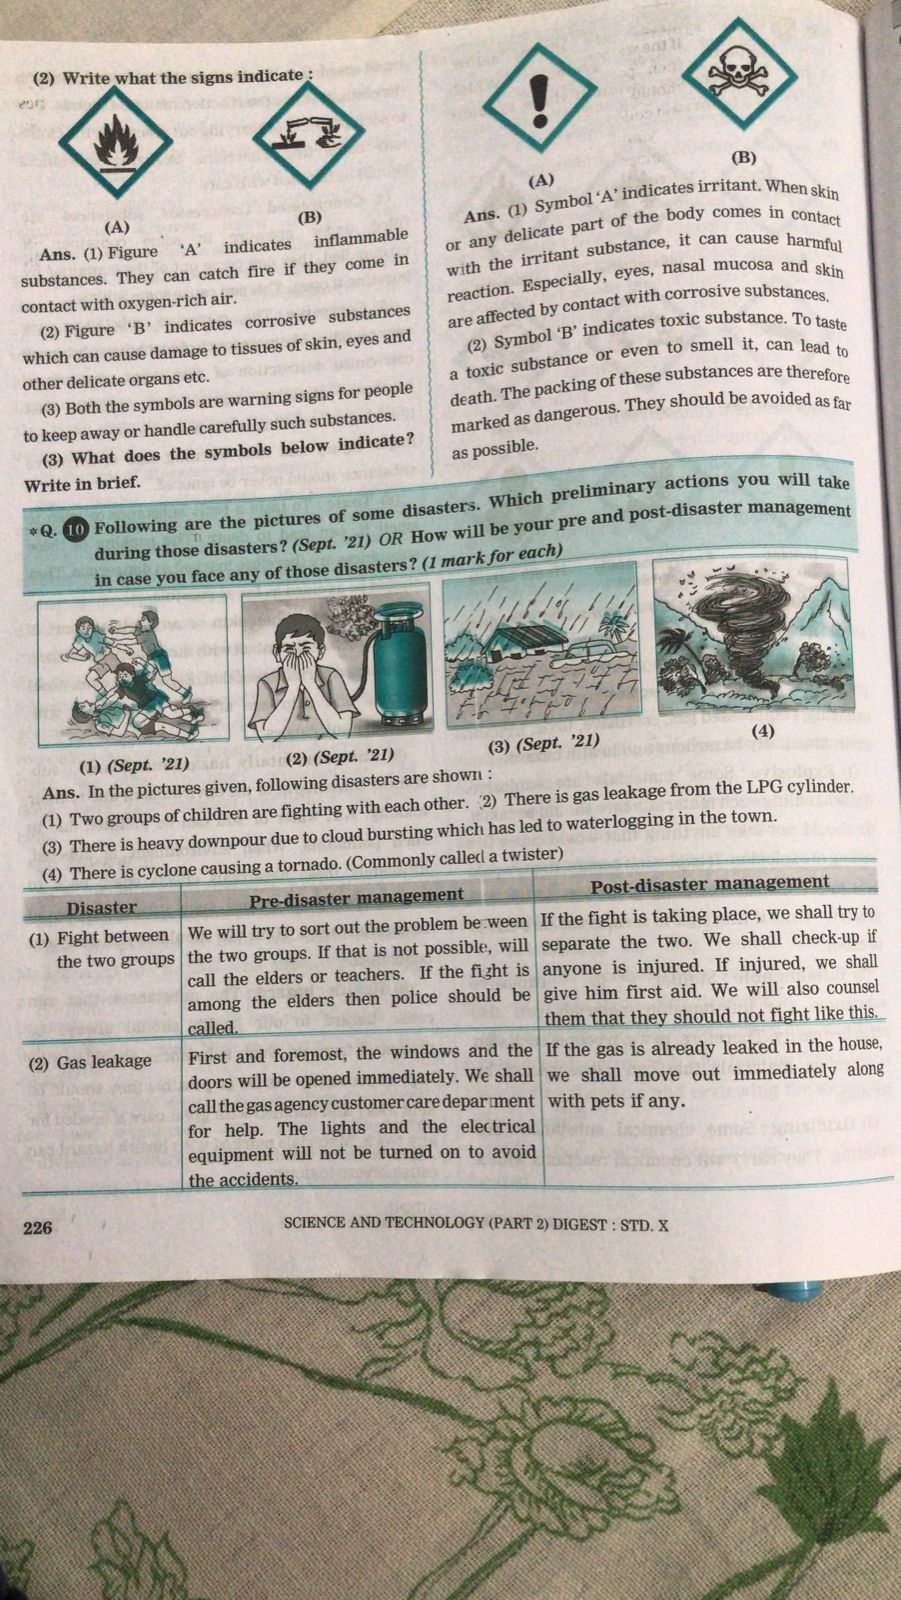 (2) Write what the signs indicate :
(A)
(B)
Ans. (1) Figure 'A' indicates inflammable
substances. They can catch fire if they come in
contact with oxygen-rich air.
(2) Figure 'B' indicates corrosive substances
which can cause damage to tissues of skin, eyes and
other delicate organs etc.
(3) Both the symbols are warning signs for people
to keep away or handle carefully such substances.
(3) What does the symbols below indicate?
Write in brief.
(A)
(B)
Ans. (1) Symbol 'A' indicates irritant. When skin
or any delicate part of the body comes in contact
with the irritant substance, it can cause harmful
reaction. Especially, eyes, nasal mucosa and skin
are affected by contact with corrosive substances.
(2) Symbol 'B' indicates toxic substance. To taste
a toxic substance or even to smell it, can lead to
death. The packing of these substances are therefore
marked as dangerous. They should be avoided as far
as possible.
*Q. 10 Following are the pictures of some disasters. Which preliminary actions you will take
during those disasters? (Sept. '21) OR How will be your pre and post-disaster management
in case you face any of those disasters? (1 mark for each)
(1) (Sept. '21)
(2) (Sept. '21)
(3) (Sept. '21)
(4)
Ans. In the pictures given, following disasters are shown :
(1) Two groups of children are fighting with each other. (2) There is gas leakage from the LPG cylinder.
(3) There is heavy downpour due to cloud bursting which has led to waterlogging in the town.
(4) There is cyclone causing a tornado. (Commonly called a twister)
Disaster
Pre-disaster management
Post-disaster management
(1) Fight between
the two groups
We will try to sort out the problem between
the two groups. If that is not possible, will
call the elders or teachers. If the fight is
among the elders then police should be
called.
If the fight is taking place, we shall try to
separate the two. We shall check-up if
anyone is injured. If injured, we shall
give him first aid. We will also counsel
them that they should not fight like this.
(2) Gas leakage
First and foremost, the windows and the
doors will be opened immediately. We shall
call the gas agency customer care department
for help. The lights and the electrical
equipment will not be turned on to avoid
the accidents.
If the gas is already leaked in the house,
we shall move out immediately along
with pets if any.
226
SCIENCE AND TECHNOLOGY (PART 2) DIGEST : STD. X